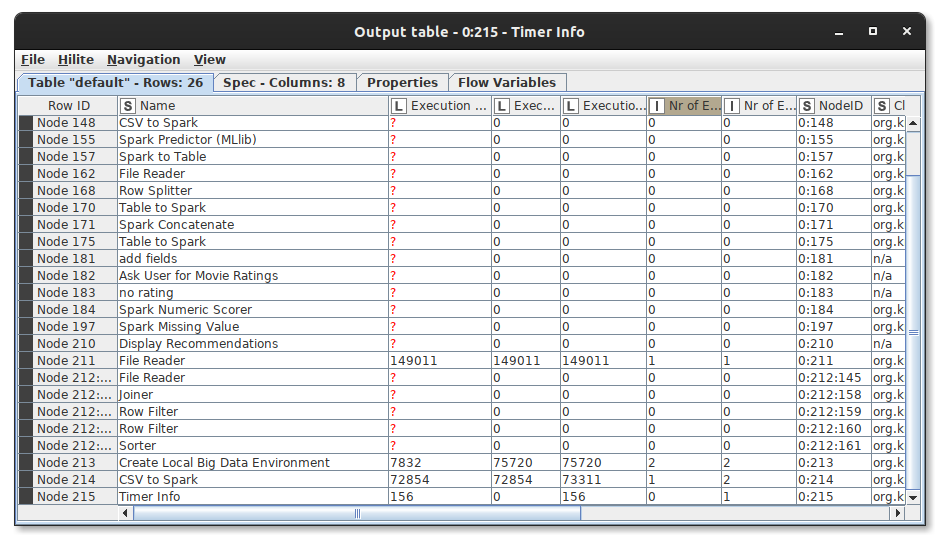 Output table - 0:215 - Timer Info
File Hilite Navigation View
Table "default" - Rows: 26 Spec - Columns: 8 Properties Flow Variables
Row ID S Name L Execution ... L Exec... L Executio... I Nr of E... I Nr of E... S NodeID S Cl
Node 148 CSV to Spark ? 0 0 0 0 0:148 org.k
Node 155 Spark Predictor (MLlib) ? 0 0 0 0 0:155 org.k
Node 157 Spark to Table ? 0 0 0 0 0:157 org.k
Node 162 File Reader ? 0 0 0 0 0:162 org.k
Node 168 Row Splitter ? 0 0 0 0 0:168 org.k
Node 170 Table to Spark ? 0 0 0 0 0:170 org.k
Node 171 Spark Concatenate ? 0 0 0 0 0:171 org.k
Node 175 Table to Spark ? 0 0 0 0 0:175 org.k
Node 181 add fields ? 0 0 0 0 0:181 n/a
Node 182 Ask User for Movie Ratings ? 0 0 0 0 0:182 n/a
Node 183 no rating ? 0 0 0 0 0:183 n/a
Node 184 Spark Numeric Scorer ? 0 0 0 0 0:184 org.k
Node 197 Spark Missing Value ? 0 0 0 0 0:197 org.k
Node 210 Display Recommendations ? 0 0 0 0 0:210 n/a
Node 211 File Reader 149011 149011 149011 1 1 0:211 org.k
Node 212:... File Reader ? 0 0 0 0 0:212:145 org.k
Node 212:... Joiner ? 0 0 0 0 0:212:158 org.k
Node 212:... Row Filter ? 0 0 0 0 0:212:159 org.k
Node 212:... Row Filter ? 0 0 0 0 0:212:160 org.k
Node 212:... Sorter ? 0 0 0 0 0:212:161 org.k
Node 213 Create Local Big Data Environment 7832 75720 75720 2 2 0:213 org.k
Node 214 CSV to Spark 72854 72854 73311 1 2 0:214 org.k
Node 215 Timer Info 156 0 156 0 1 0:215 org.k